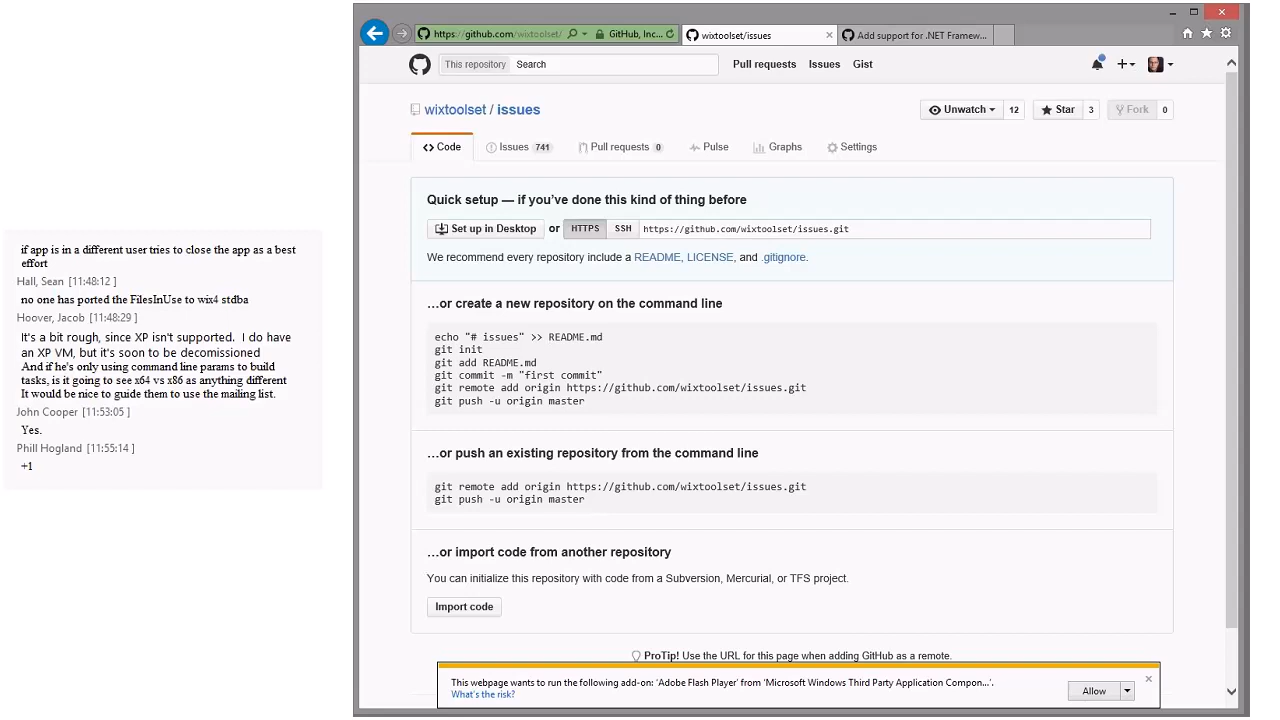 if app is in a different user tries to close the app as a best
effort
Hall, Sean [11:48:12 ]
no one has ported the FilesInUse to wix4 stdba
Hoover, Jacob [11:48:29 ]
It's a bit rough, since XP isn't supported.  I do have
an XP VM, but it's soon to be decomissioned
And if he's only using command line params to build
tasks, is it going to see x64 vs x86 as anything different
It would be nice to guide them to use the mailing list.
John Cooper [11:53:05 ]
Yes.
Phill Hogland [11:55:14 ]
+1
https://github.com/wixtoolset/
GitHub, Inc...
wixtoolset/issues
Add support for .NET Framew...
This repository
Search
Pull requests
Issues
Gist
wixtoolset / issues
Unwatch 12
Star 3
Fork 0
Code
Issues 741
Pull requests 0
Pulse
Graphs
Settings
Quick setup — if you've done this kind of thing before
Set up in Desktop or HTTPS SSH https://github.com/wixtoolset/issues.git
We recommend every repository include a README, LICENSE, and .gitignore.
…or create a new repository on the command line
echo "# issues" >> README.md
git init
git add README.md
git commit -m "first commit"
git remote add origin https://github.com/wixtoolset/issues.git
git push -u origin master
…or push an existing repository from the command line
git remote add origin https://github.com/wixtoolset/issues.git
git push -u origin master
…or import code from another repository
You can initialize this repository with code from a Subversion, Mercurial, or TFS project.
Import code
ProTip! Use the URL for this page when adding GitHub as a remote.
This webpage wants to run the following add-on: 'Adobe Flash Player' from 'Microsoft Windows Third Party Application Compon...'.
What's the risk?
Allow